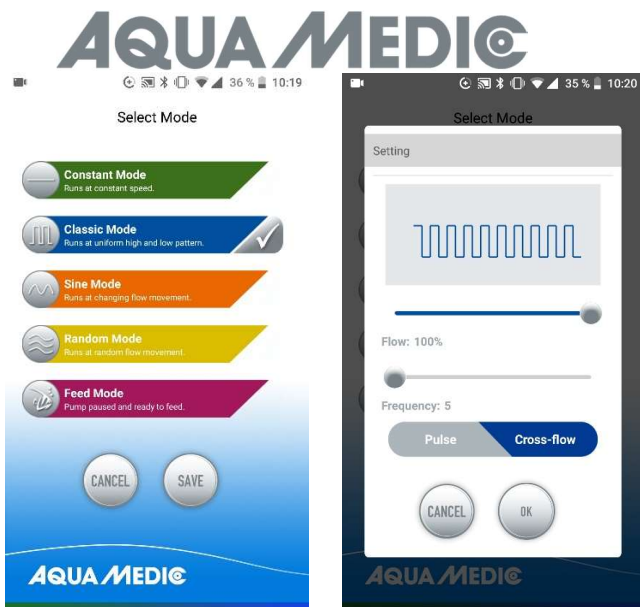 AQUA MEDIC
36 % 10:19
Select Mode
Constant Mode
Runs at constant speed.
Classic Mode
Runs at uniform high and low pattern.
Sine Mode
Runs at changing flow movement.
Random Mode
Runs at random flow movement.
Feed Mode
Pump paused and ready to feed.
CANCEL SAVE
AQUA MEDIC
35 % 10:20
Select Mode
Setting
Flow: 100%
Frequency: 5
Pulse Cross-flow
CANCEL OK
AQUA MEDIC